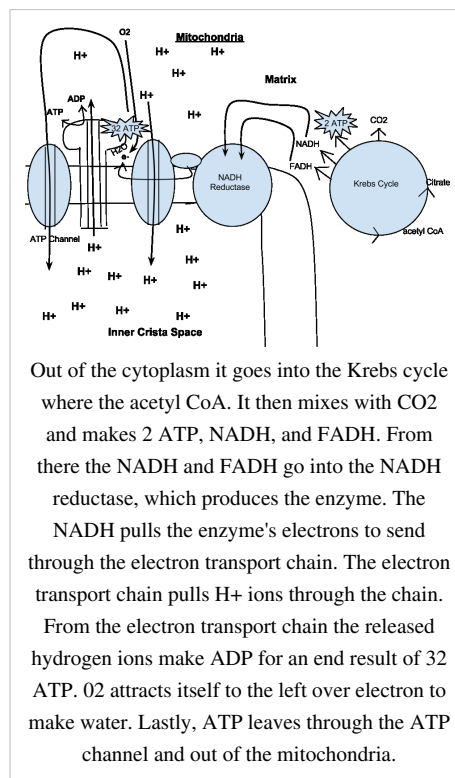 O2
Mitochondria
H+
H+
H+
H+
Matrix
H+
ADP
ATP
32 ATP
H+
2 ATP
CO2
H2O
e-
NADH
FADH
NADH
Reductase
Krebs Cycle
Citrate
acetyl CoA
ATP Channel
H+
H+
H+
H+
H+
H+
H+
H+
H+
H+
Inner Crista Space
Out of the cytoplasm it goes into the Krebs cycle
where the acetyl CoA. It then mixes with CO2
and makes 2 ATP, NADH, and FADH. From
there the NADH and FADH go into the NADH
reductase, which produces the enzyme. The
NADH pulls the enzyme's electrons to send
through the electron transport chain. The electron
transport chain pulls H+ ions through the chain.
From the electron transport chain the released
hydrogen ions make ADP for an end result of 32
ATP. 02 attracts itself to the left over electron to
make water. Lastly, ATP leaves through the ATP
channel and out of the mitochondria.